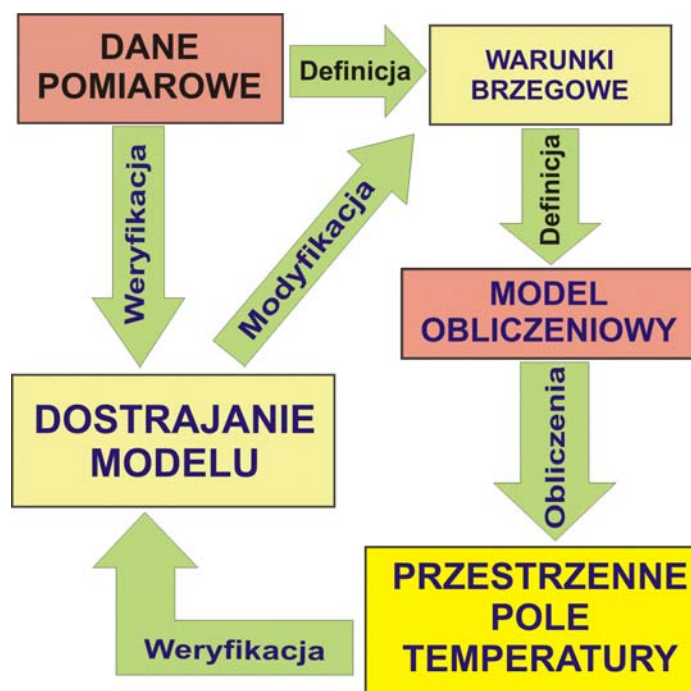 DANE
POMIAROWE
Definicja
WARUNKI
BRZEGOWE
Weryfikacja
Modyfikacja
Definicja
MODEL
OBLICZENIOWY
DOSTRAJANIE
MODELU
Obliczenia
PRZESTRZENNE
POLE
TEMPERATURY
Weryfikacja